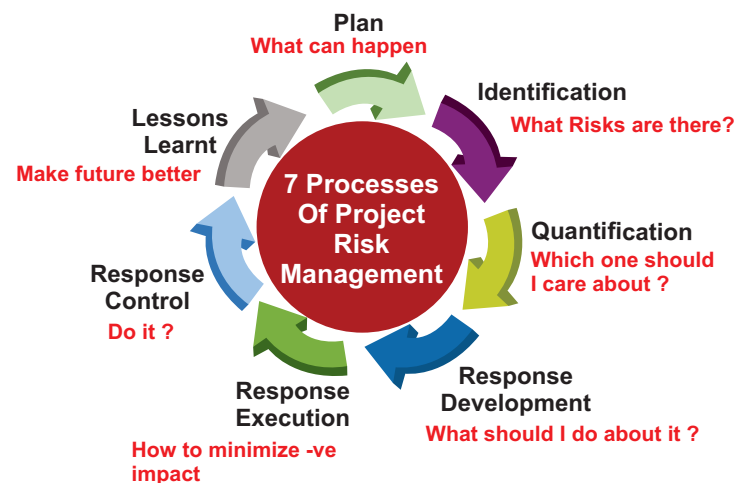 Plan
What can happen
Identification
What Risks are there?
Quantification
Which one should
I care about ?
Response
Development
What should I do about it ?
Response
Execution
How to minimize -ve
impact
Response
Control
Do it ?
Lessons
Learnt
Make future better
7 Processes
Of Project
Risk
Management